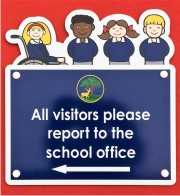 All visitors please
report to the
school office